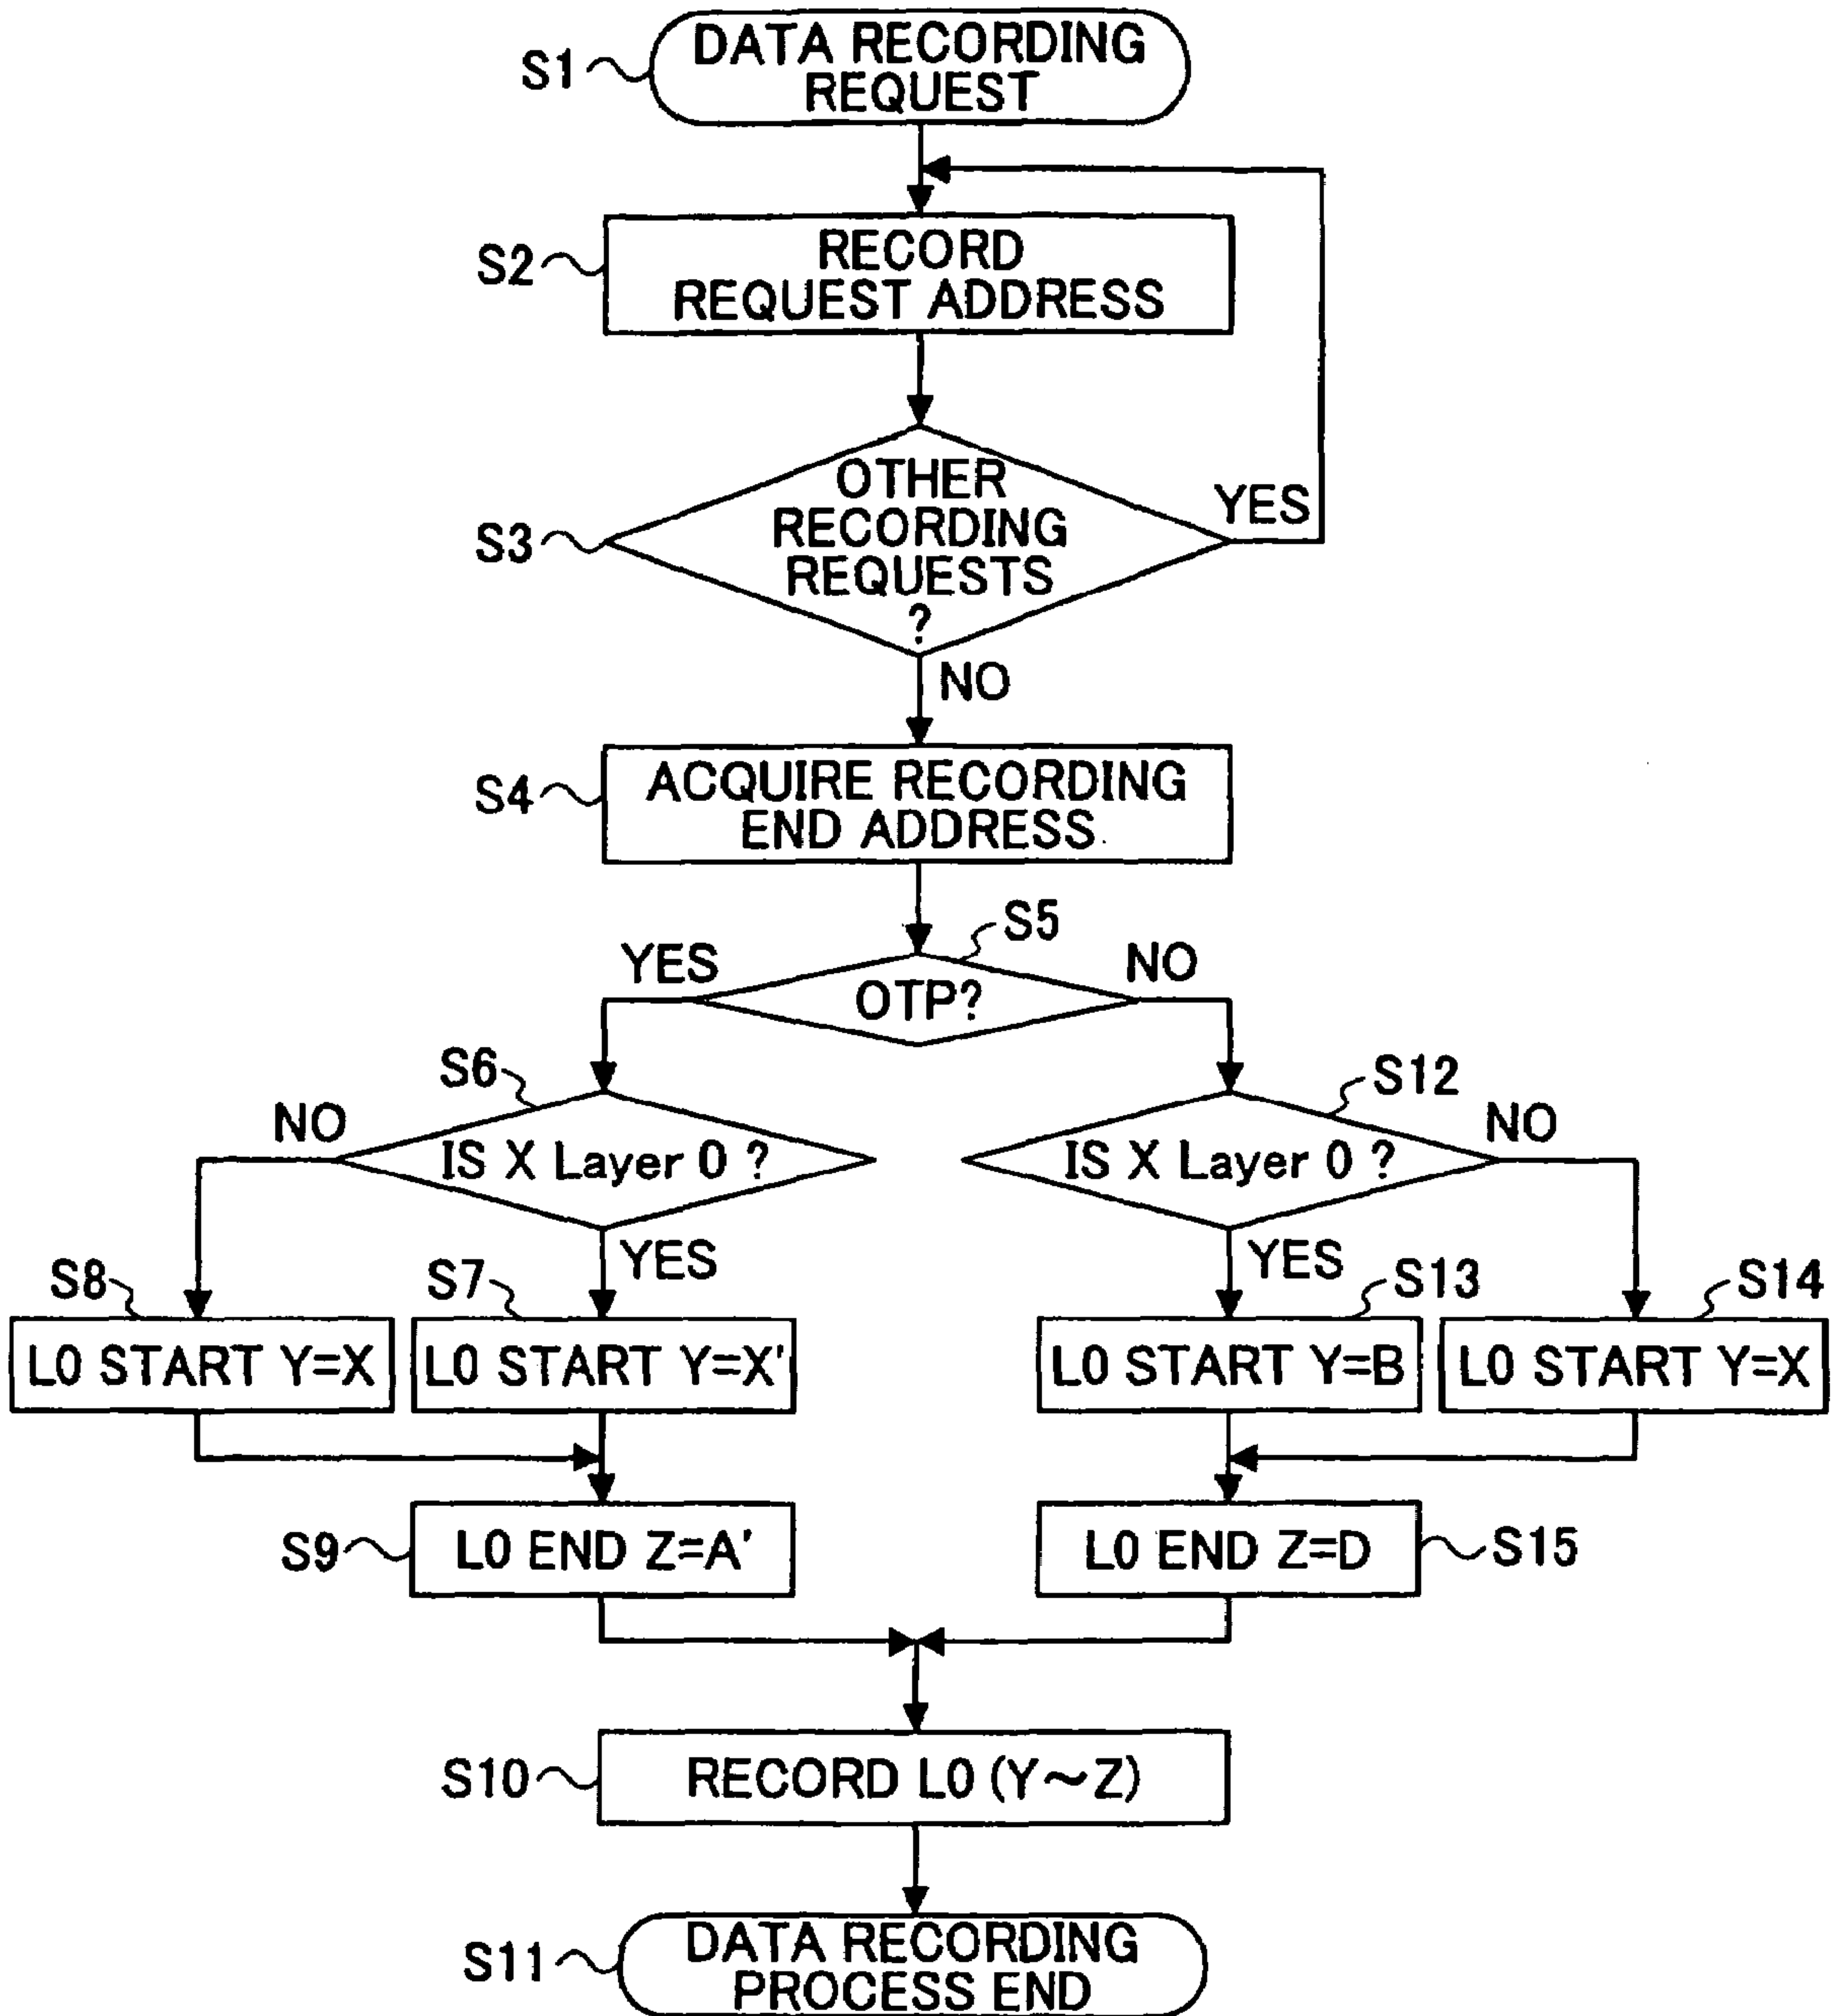 S1
DATA RECORDING
REQUEST
S2
RECORD
REQUEST ADDRESS
S3
OTHER
RECORDING
REQUESTS
?
YES
NO
S4
ACQUIRE RECORDING
END ADDRESS
S5
YES
OTP?
NO
S6
NO
IS X Layer 0 ?
YES
S12
IS X Layer 0 ?
NO
YES
S8
L0 START Y=X
S7
L0 START Y=X'
S13
L0 START Y=B
S14
L0 START Y=X
S9
L0 END Z=A'
L0 END Z=D
S15
S10
RECORD L0 (Y~Z)
S11
DATA RECORDING
PROCESS END